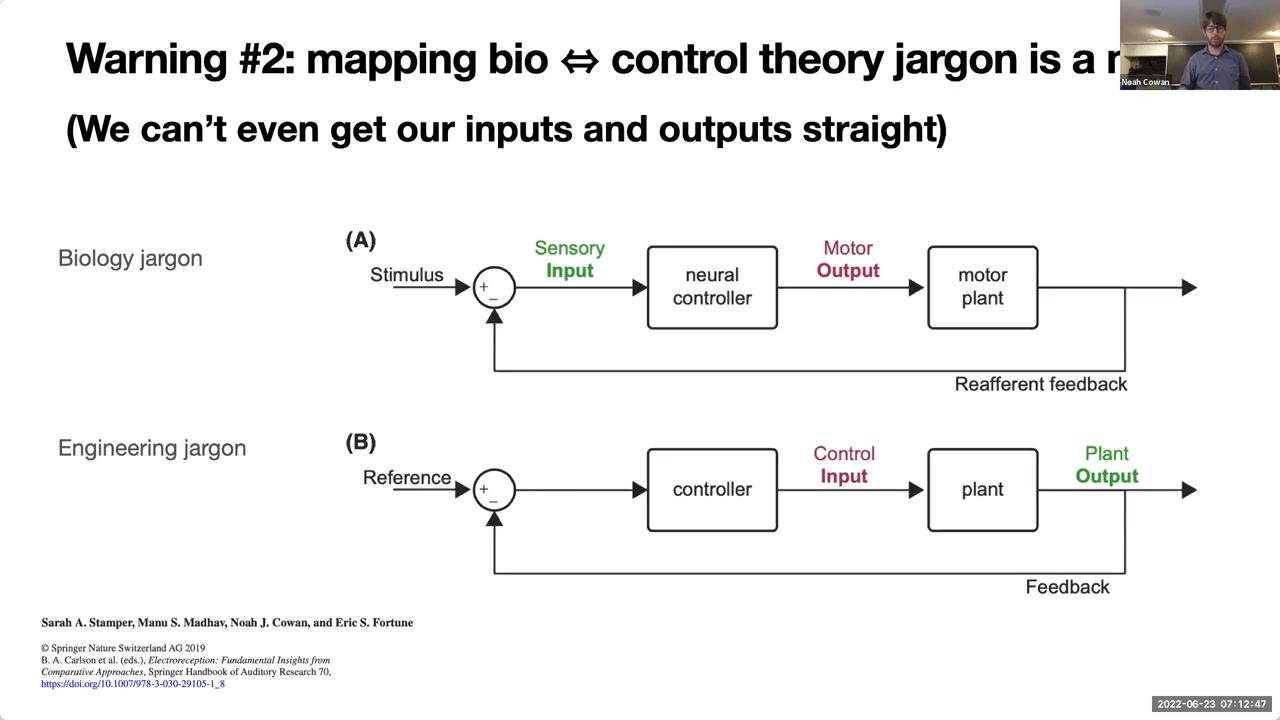 Warning #2: mapping bio ⇔ control theory jargon is a
(We can't even get our inputs and outputs straight)
Noah Cowan
Biology jargon
(A)
Stimulus
+
−
Sensory
Input
neural
controller
Motor
Output
motor
plant
Reafferent feedback
Engineering jargon
(B)
Reference
+
−
controller
Control
Input
plant
Plant
Output
Feedback
Sarah A. Stamper, Manu S. Madhav, Noah J. Cowan, and Eric S. Fortune
© Springer Nature Switzerland AG 2019
B. A. Carlson et al. (eds.), Electroreception: Fundamental Insights from
Comparative Approaches, Springer Handbook of Auditory Research 70,
https://doi.org/10.1007/978-3-030-29105-1_8
2022-06-23 07:12:47